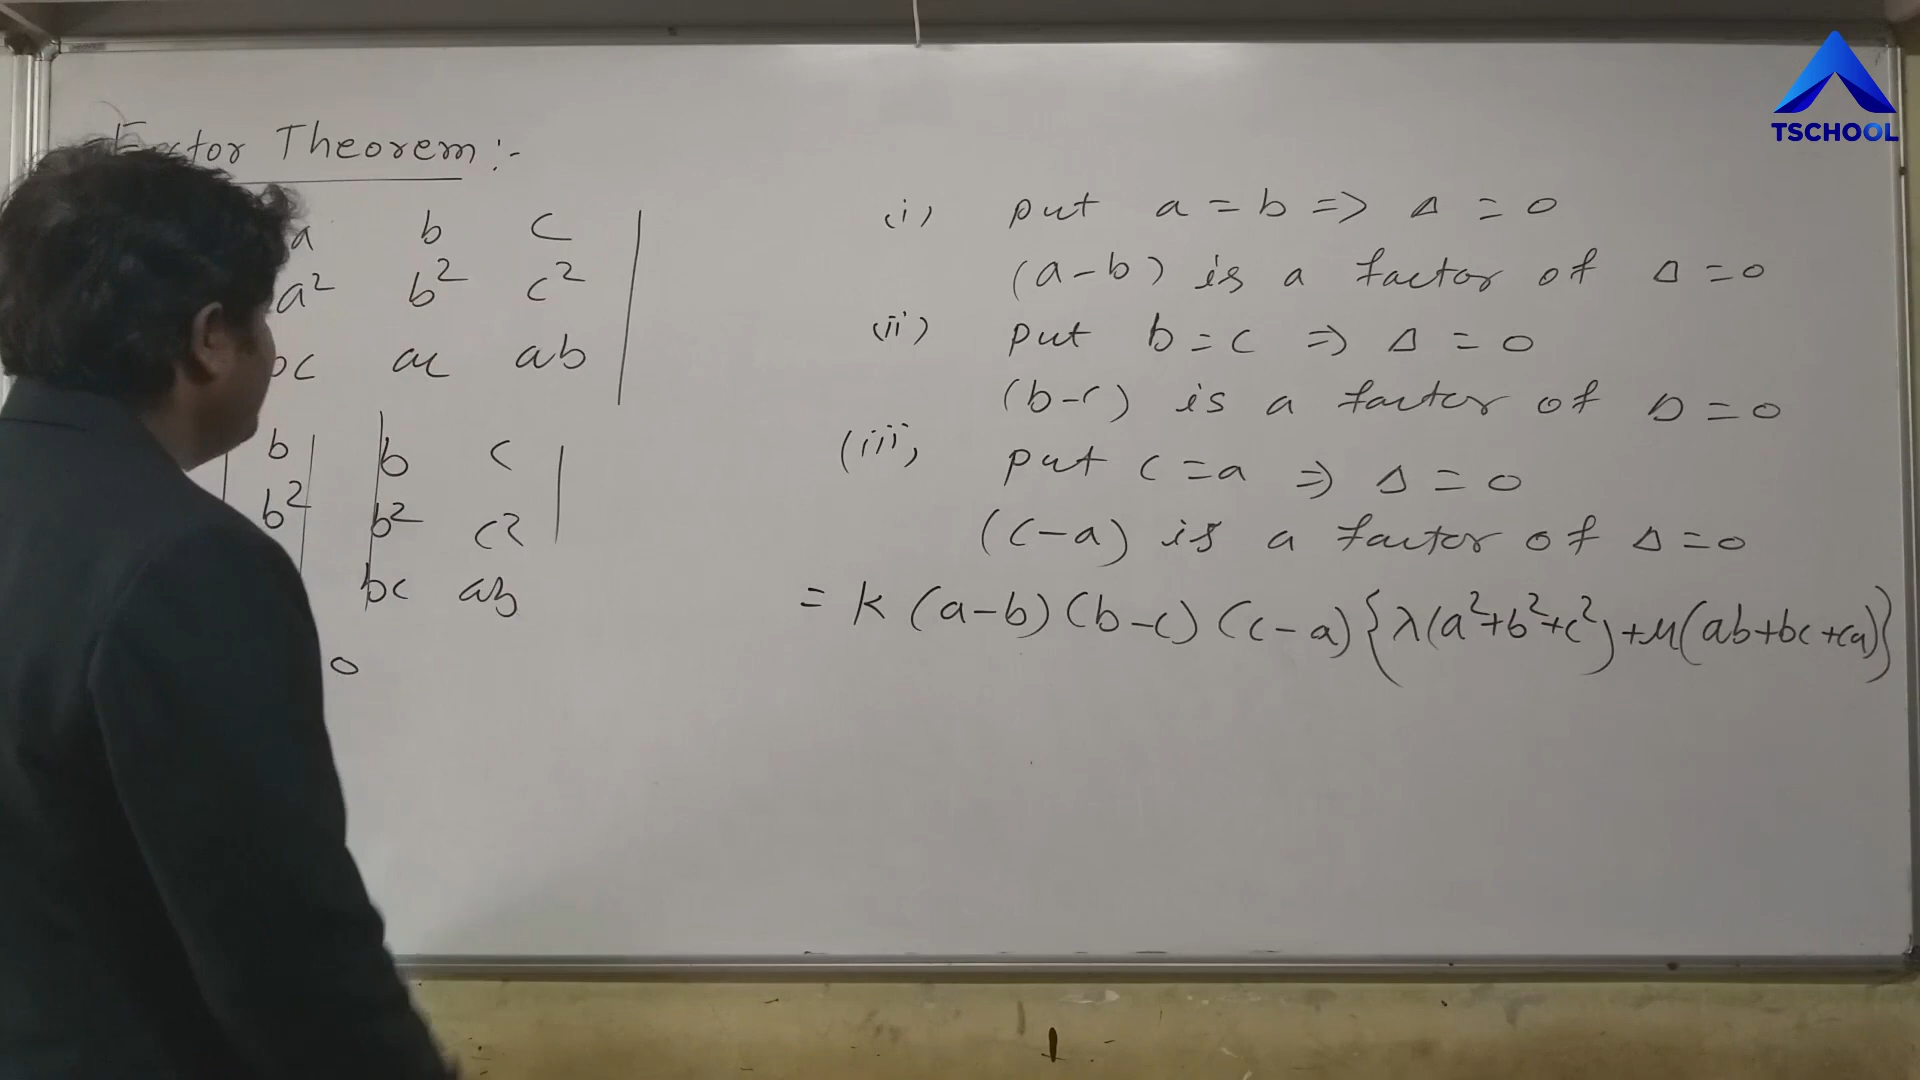 TSCHOOL
Factor Theorem :-
a b c
a² b² c²
bc ac ab
b b c
b² b² c²
bc ab
0
(i) put a = b => Δ = 0
(a-b) is a factor of Δ = 0
(ii) put b = c => Δ = 0
(b-c) is a factor of Δ = 0
(iii) put c = a => Δ = 0
(c-a) is a factor of Δ = 0
= K (a-b) (b-c) (c-a) {λ(a²+b²+c²)+μ(ab+bc+ca)}